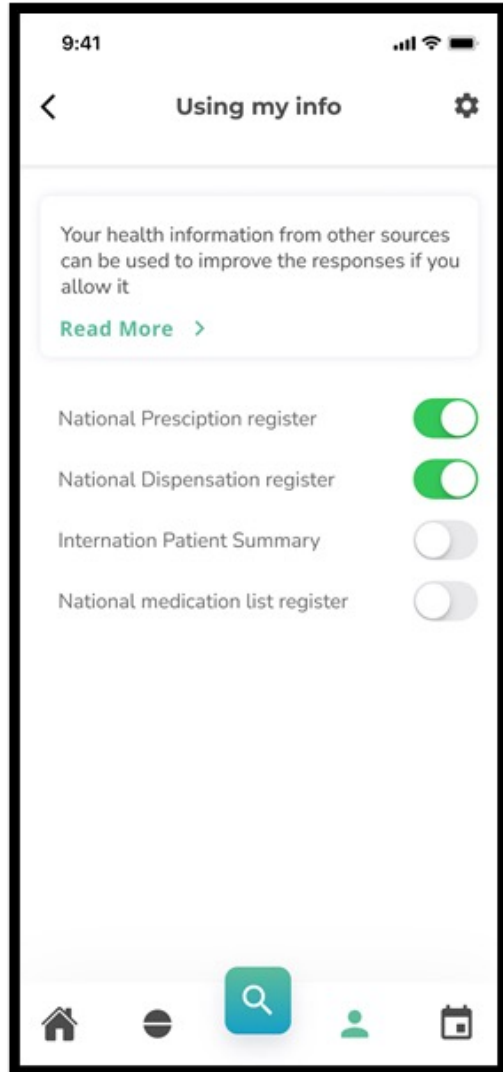 9:41
Using my info
Your health information from other sources
can be used to improve the responses if you
allow it
Read More >
National Presciption register
National Dispensation register
Internation Patient Summary
National medication list register